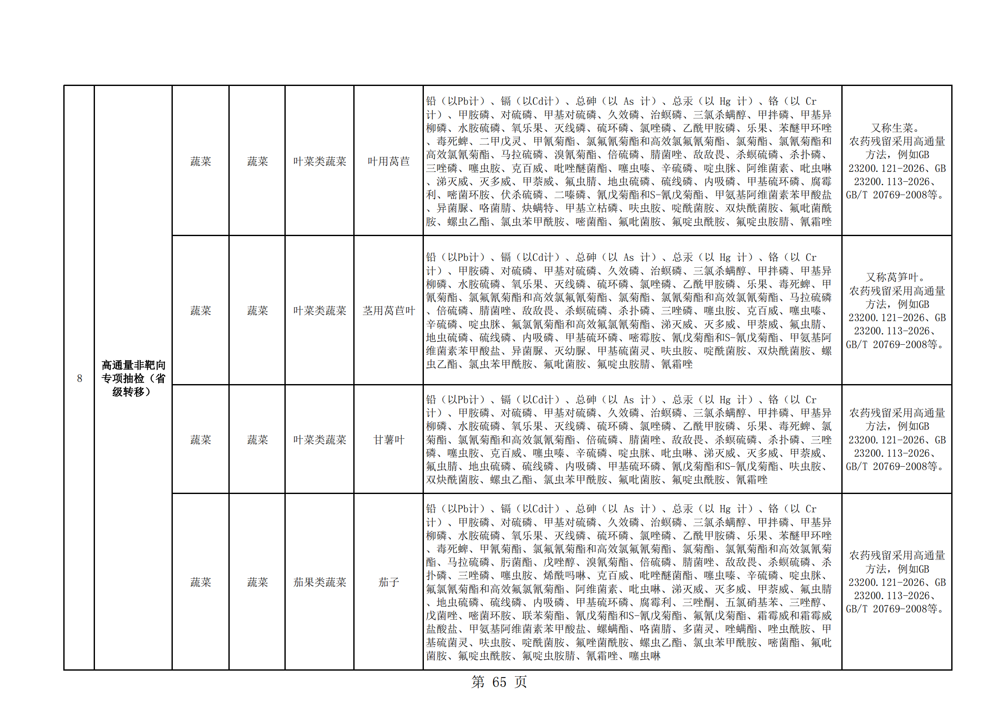 8
高通量非靶向
专项抽检（省
级转移）
蔬菜
蔬菜
叶菜类蔬菜
叶用莴苣
铅（以Pb计）、镉（以Cd计）、总砷（以 As 计）、总汞（以 Hg 计）、铬（以 Cr
计）、甲胺磷、对硫磷、甲基对硫磷、久效磷、治螟磷、三氯杀螨醇、甲拌磷、甲基异
柳磷、水胺硫磷、氧乐果、灭线磷、硫环磷、氯唑磷、乙酰甲胺磷、乐果、苯醚甲环唑
、毒死蜱、二甲戊灵、甲氰菊酯、氯氟氰菊酯和高效氯氟氰菊酯、氯菊酯、氯氰菊酯和
高效氯氰菊酯、马拉硫磷、溴氰菊酯、倍硫磷、腈菌唑、敌敌畏、杀螟硫磷、杀扑磷、
三唑磷、噻虫胺、克百威、吡唑醚菌酯、噻虫嗪、辛硫磷、啶虫脒、阿维菌素、吡虫啉
、涕灭威、灭多威、甲萘威、氟虫腈、地虫硫磷、硫线磷、内吸磷、甲基硫环磷、腐霉
利、嘧菌环胺、伏杀硫磷、二嗪磷、氰戊菊酯和S-氰戊菊酯、甲氨基阿维菌素苯甲酸盐
、异菌脲、咯菌腈、炔螨特、甲基立枯磷、呋虫胺、啶酰菌胺、双炔酰菌胺、氟吡菌酰
胺、螺虫乙酯、氯虫苯甲酰胺、嘧菌酯、氟吡菌胺、氟啶虫酰胺、氟啶虫胺腈、氰霜唑
又称生菜。
农药残留采用高通量
方法，例如GB
23200.121-2026、GB
23200.113-2026、
GB/T 20769-2008等。
蔬菜
蔬菜
叶菜类蔬菜
茎用莴苣叶
铅（以Pb计）、镉（以Cd计）、总砷（以 As 计）、总汞（以 Hg 计）、铬（以 Cr
计）、甲胺磷、对硫磷、甲基对硫磷、久效磷、治螟磷、三氯杀螨醇、甲拌磷、甲基异
柳磷、水胺硫磷、氧乐果、灭线磷、硫环磷、氯唑磷、乙酰甲胺磷、乐果、毒死蜱、甲
氰菊酯、氯氟氰菊酯和高效氯氟氰菊酯、氯菊酯、氯氰菊酯和高效氯氰菊酯、马拉硫磷
、倍硫磷、腈菌唑、敌敌畏、杀螟硫磷、杀扑磷、三唑磷、噻虫胺、克百威、噻虫嗪、
辛硫磷、啶虫脒、氟氯氰菊酯和高效氟氯氰菊酯、涕灭威、灭多威、甲萘威、氟虫腈、
地虫硫磷、硫线磷、内吸磷、甲基硫环磷、嘧霉胺、氰戊菊酯和S-氰戊菊酯、甲氨基阿
维菌素苯甲酸盐、异菌脲、灭幼脲、甲基硫菌灵、呋虫胺、啶酰菌胺、双炔酰菌胺、螺
虫乙酯、氯虫苯甲酰胺、氟吡菌胺、氟啶虫胺腈、氰霜唑
又称莴笋叶。
农药残留采用高通量
方法，例如GB
23200.121-2026、GB
23200.113-2026、
GB/T 20769-2008等。
蔬菜
蔬菜
叶菜类蔬菜
甘薯叶
铅（以Pb计）、镉（以Cd计）、总砷（以 As 计）、总汞（以 Hg 计）、铬（以 Cr
计）、甲胺磷、对硫磷、甲基对硫磷、久效磷、治螟磷、三氯杀螨醇、甲拌磷、甲基异
柳磷、水胺硫磷、氧乐果、灭线磷、硫环磷、氯唑磷、乙酰甲胺磷、乐果、毒死蜱、氯
菊酯、氯氰菊酯和高效氯氰菊酯、倍硫磷、腈菌唑、敌敌畏、杀螟硫磷、杀扑磷、三唑
磷、噻虫胺、克百威、噻虫嗪、辛硫磷、啶虫脒、吡虫啉、涕灭威、灭多威、甲萘威、
氟虫腈、地虫硫磷、硫线磷、内吸磷、甲基硫环磷、氰戊菊酯和S-氰戊菊酯、呋虫胺、
双炔酰菌胺、螺虫乙酯、氯虫苯甲酰胺、氟吡菌胺、氟啶虫酰胺、氰霜唑
农药残留采用高通量
方法，例如GB
23200.121-2026、GB
23200.113-2026、
GB/T 20769-2008等。
蔬菜
蔬菜
茄果类蔬菜
茄子
铅（以Pb计）、镉（以Cd计）、总砷（以 As 计）、总汞（以 Hg 计）、铬（以 Cr
计）、甲胺磷、对硫磷、甲基对硫磷、久效磷、治螟磷、三氯杀螨醇、甲拌磷、甲基异
柳磷、水胺硫磷、氧乐果、灭线磷、硫环磷、氯唑磷、乙酰甲胺磷、乐果、苯醚甲环唑
、毒死蜱、甲氰菊酯、氯氟氰菊酯和高效氯氟氰菊酯、氯菊酯、氯氰菊酯和高效氯氰菊
酯、马拉硫磷、肟菌酯、戊唑醇、溴氰菊酯、倍硫磷、腈菌唑、敌敌畏、杀螟硫磷、杀
扑磷、三唑磷、噻虫胺、烯酰吗啉、克百威、吡唑醚菌酯、噻虫嗪、辛硫磷、啶虫脒、
氟氯氰菊酯和高效氟氯氰菊酯、阿维菌素、吡虫啉、涕灭威、灭多威、甲萘威、氟虫腈
、地虫硫磷、硫线磷、内吸磷、甲基硫环磷、腐霉利、三唑酮、五氯硝基苯、三唑醇、
戊菌唑、嘧菌环胺、联苯菊酯、氰戊菊酯和S-氰戊菊酯、氟氰戊菊酯、霜霉威和霜霉威
盐酸盐、甲氨基阿维菌素苯甲酸盐、螺螨酯、咯菌腈、多菌灵、唑螨酯、唑虫酰胺、甲
基硫菌灵、呋虫胺、啶酰菌胺、氟唑菌酰胺、螺虫乙酯、氯虫苯甲酰胺、嘧菌酯、氟吡
菌胺、氟啶虫酰胺、氟啶虫胺腈、氰霜唑、噻虫啉
农药残留采用高通量
方法，例如GB
23200.121-2026、GB
23200.113-2026、
GB/T 20769-2008等。
第 65 页